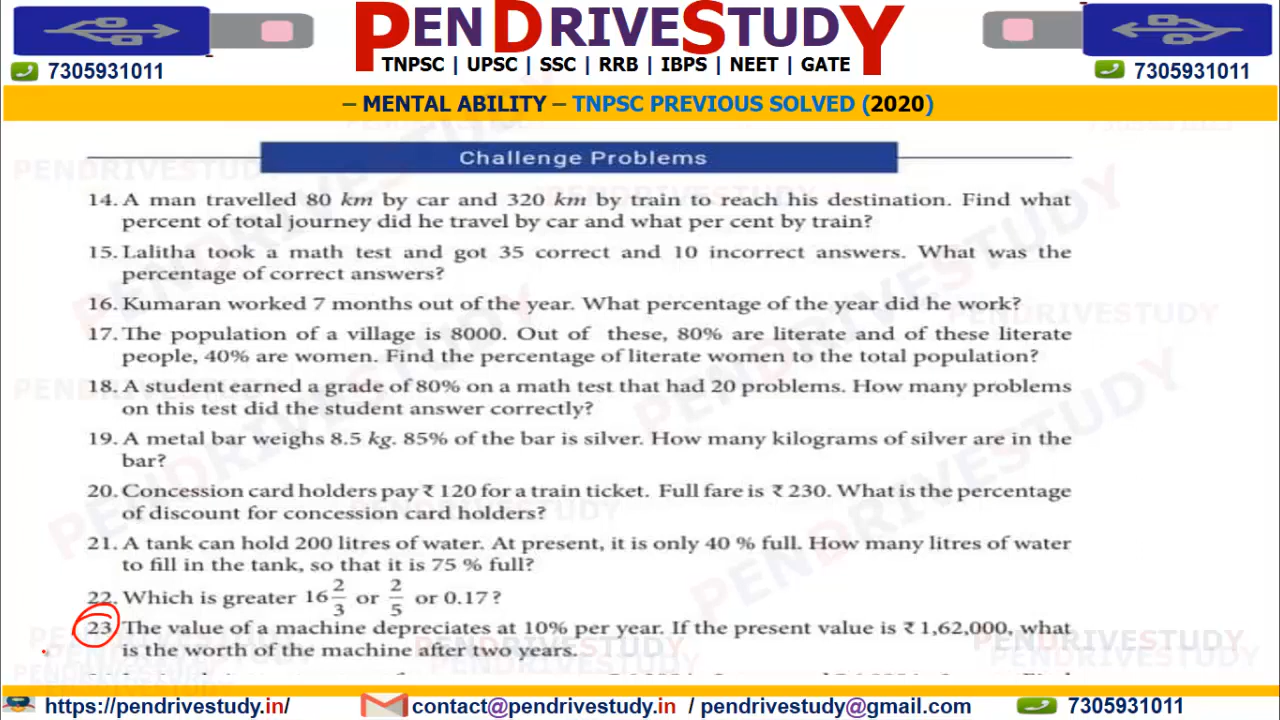 PENDRIVESTUDY
TNPSC | UPSC | SSC | RRB | IBPS | NEET | GATE
7305931011
7305931011
– MENTAL ABILITY – TNPSC PREVIOUS SOLVED (2020)
Challenge Problems
14. A man travelled 80 km by car and 320 km by train to reach his destination. Find what
percent of total journey did he travel by car and what per cent by train?
15. Lalitha took a math test and got 35 correct and 10 incorrect answers. What was the
percentage of correct answers?
16. Kumaran worked 7 months out of the year. What percentage of the year did he work?
17. The population of a village is 8000. Out of these, 80% are literate and of these literate
people, 40% are women. Find the percentage of literate women to the total population?
18. A student earned a grade of 80% on a math test that had 20 problems. How many problems
on this test did the student answer correctly?
19. A metal bar weighs 8.5 kg. 85% of the bar is silver. How many kilograms of silver are in the
bar?
20. Concession card holders pay ₹ 120 for a train ticket. Full fare is ₹ 230. What is the percentage
of discount for concession card holders?
21. A tank can hold 200 litres of water. At present, it is only 40 % full. How many litres of water
to fill in the tank, so that it is 75 % full?
22. Which is greater 16 2/3 or 2/5 or 0.17?
23. The value of a machine depreciates at 10% per year. If the present value is ₹ 1,62,000, what
is the worth of the machine after two years.
https://pendrivestudy.in/
contact@pendrivestudy.in / pendrivestudy@gmail.com
7305931011